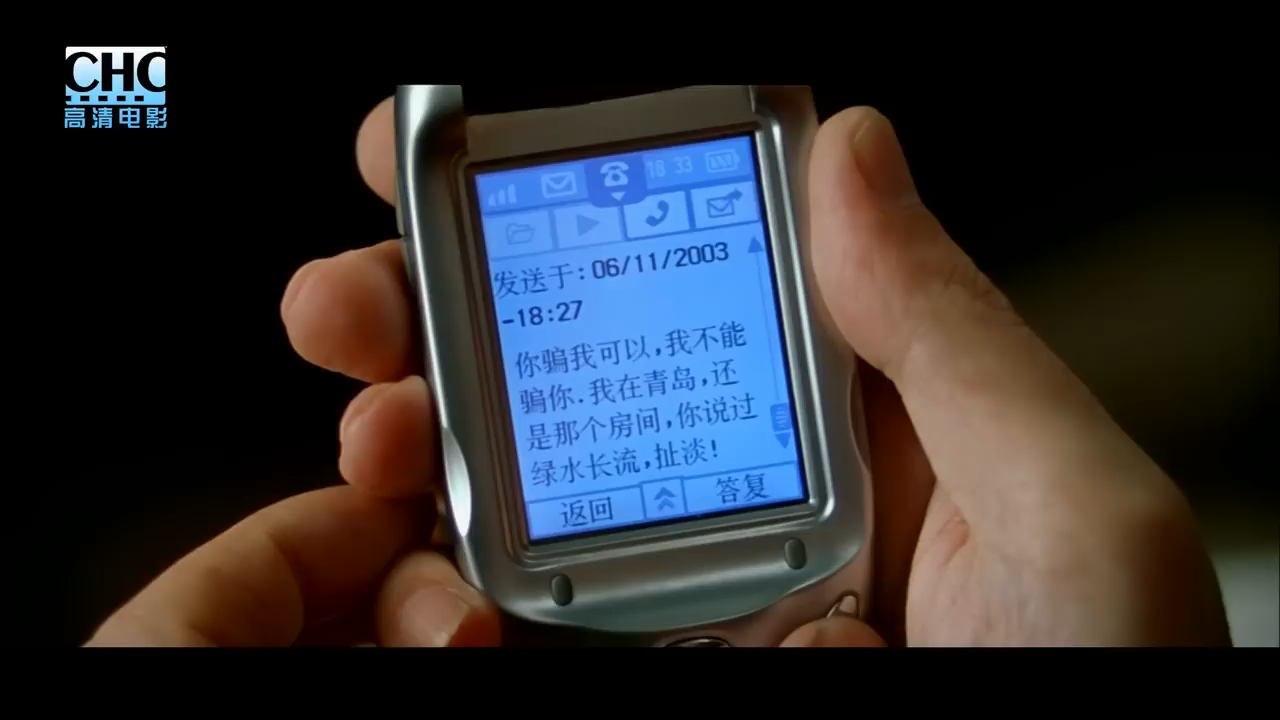 CHC
高清电影
18 33
发送于:06/11/2003
-18:27
你骗我可以,我不能
骗你.我在青岛,还
是那个房间,你说过
绿水长流,扯淡!
返回 答复